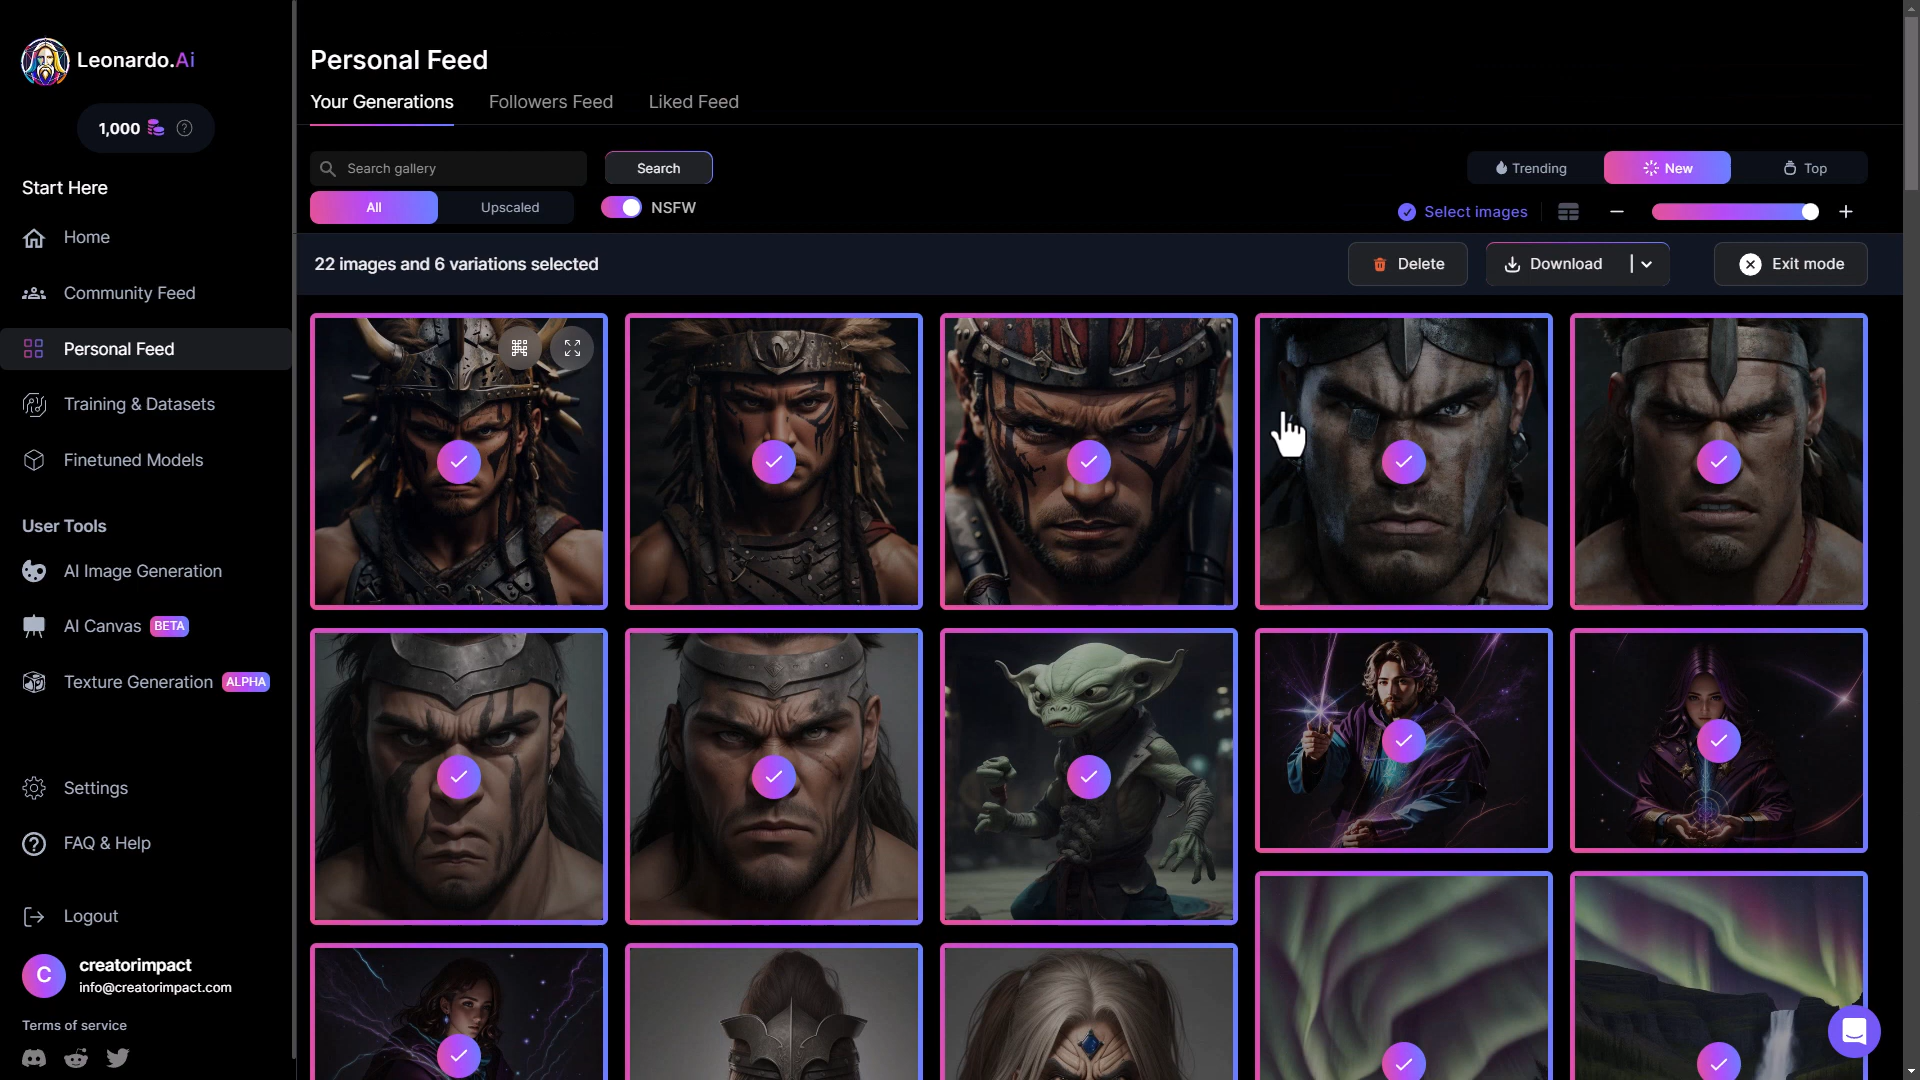 Leonardo.Ai
1,000
Start Here
Home
Community Feed
Personal Feed
Training & Datasets
Finetuned Models
User Tools
AI Image Generation
AI Canvas BETA
Texture Generation ALPHA
Settings
FAQ & Help
Logout
C
creatorimpact
info@creatorimpact.com
Terms of service
Personal Feed
Your Generations Followers Feed Liked Feed
Search gallery Search
Trending New Top
All Upscaled NSFW
Select images
22 images and 6 variations selected
Delete Download Exit mode